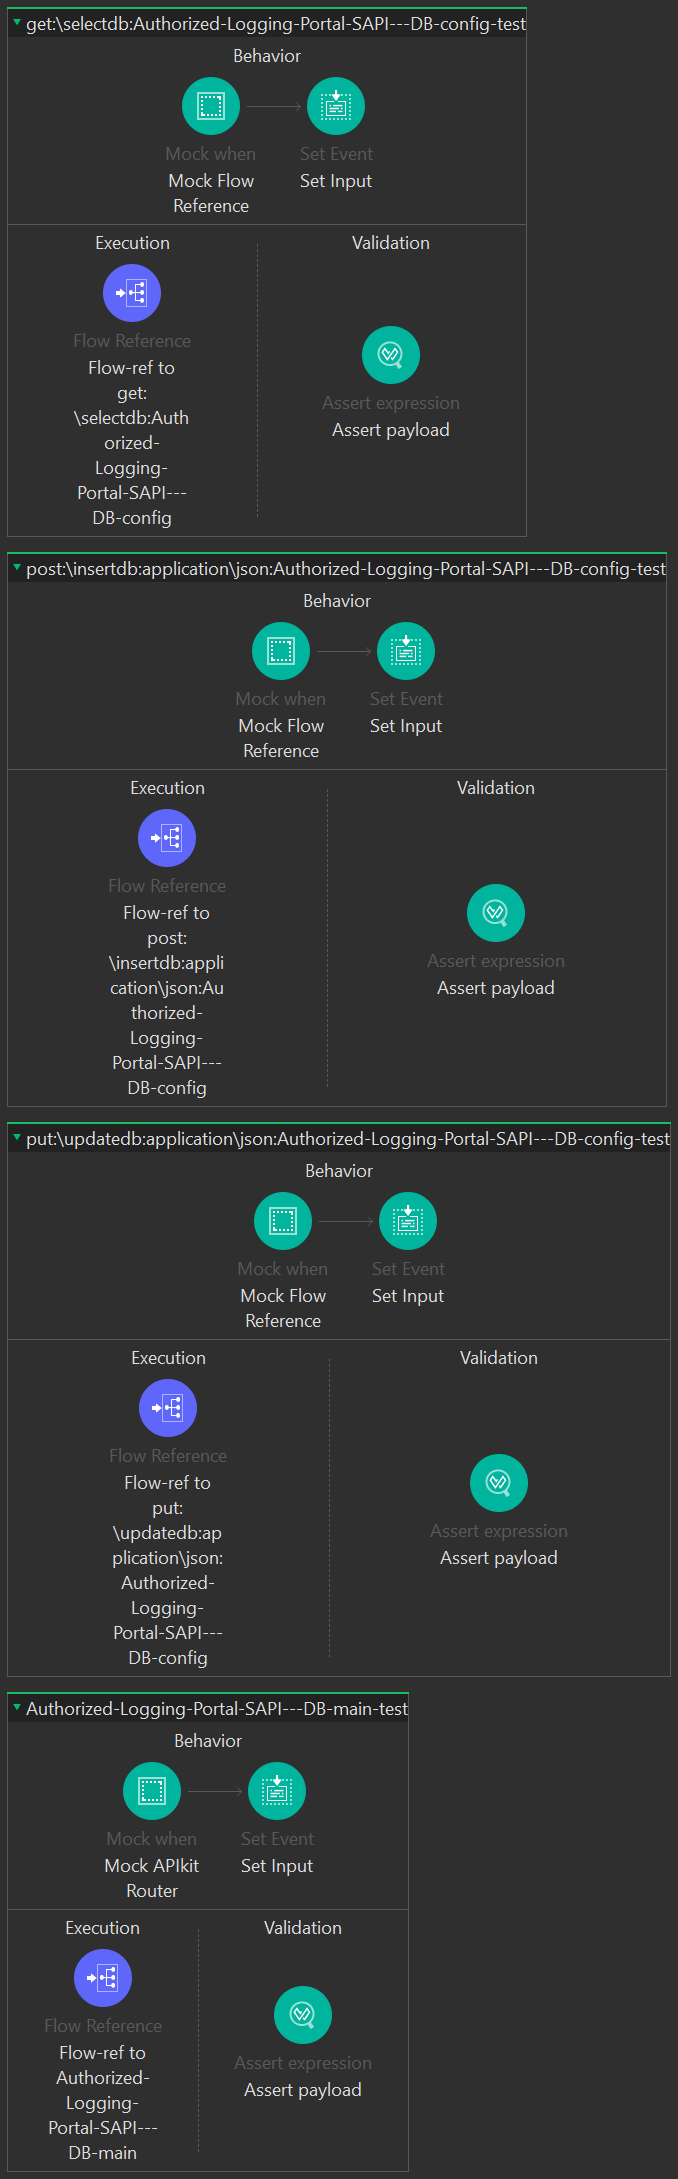 get:\selectdb:Authorized-Logging-Portal-SAPI---DB-config-test
Behavior
Mock when
Set Event
Mock Flow
Reference
Set Input
Execution
Validation
Flow Reference
Flow-ref to
get:
\selectdb:Auth
orized-
Logging-
Portal-SAPI---
DB-config
Assert expression
Assert payload
post:\insertdb:application\json:Authorized-Logging-Portal-SAPI---DB-config-test
Behavior
Mock when
Set Event
Mock Flow
Reference
Set Input
Execution
Validation
Flow Reference
Flow-ref to
post:
\insertdb:appli
cation\json:Au
thorized-
Logging-
Portal-SAPI---
DB-config
Assert expression
Assert payload
put:\updatedb:application\json:Authorized-Logging-Portal-SAPI---DB-config-test
Behavior
Mock when
Set Event
Mock Flow
Reference
Set Input
Execution
Validation
Flow Reference
Flow-ref to
put:
\updatedb:ap
plication\json:
Authorized-
Logging-
Portal-SAPI---
DB-config
Assert expression
Assert payload
Authorized-Logging-Portal-SAPI---DB-main-test
Behavior
Mock when
Set Event
Mock APIkit
Router
Set Input
Execution
Validation
Flow Reference
Flow-ref to
Authorized-
Logging-
Portal-SAPI---
DB-main
Assert expression
Assert payload